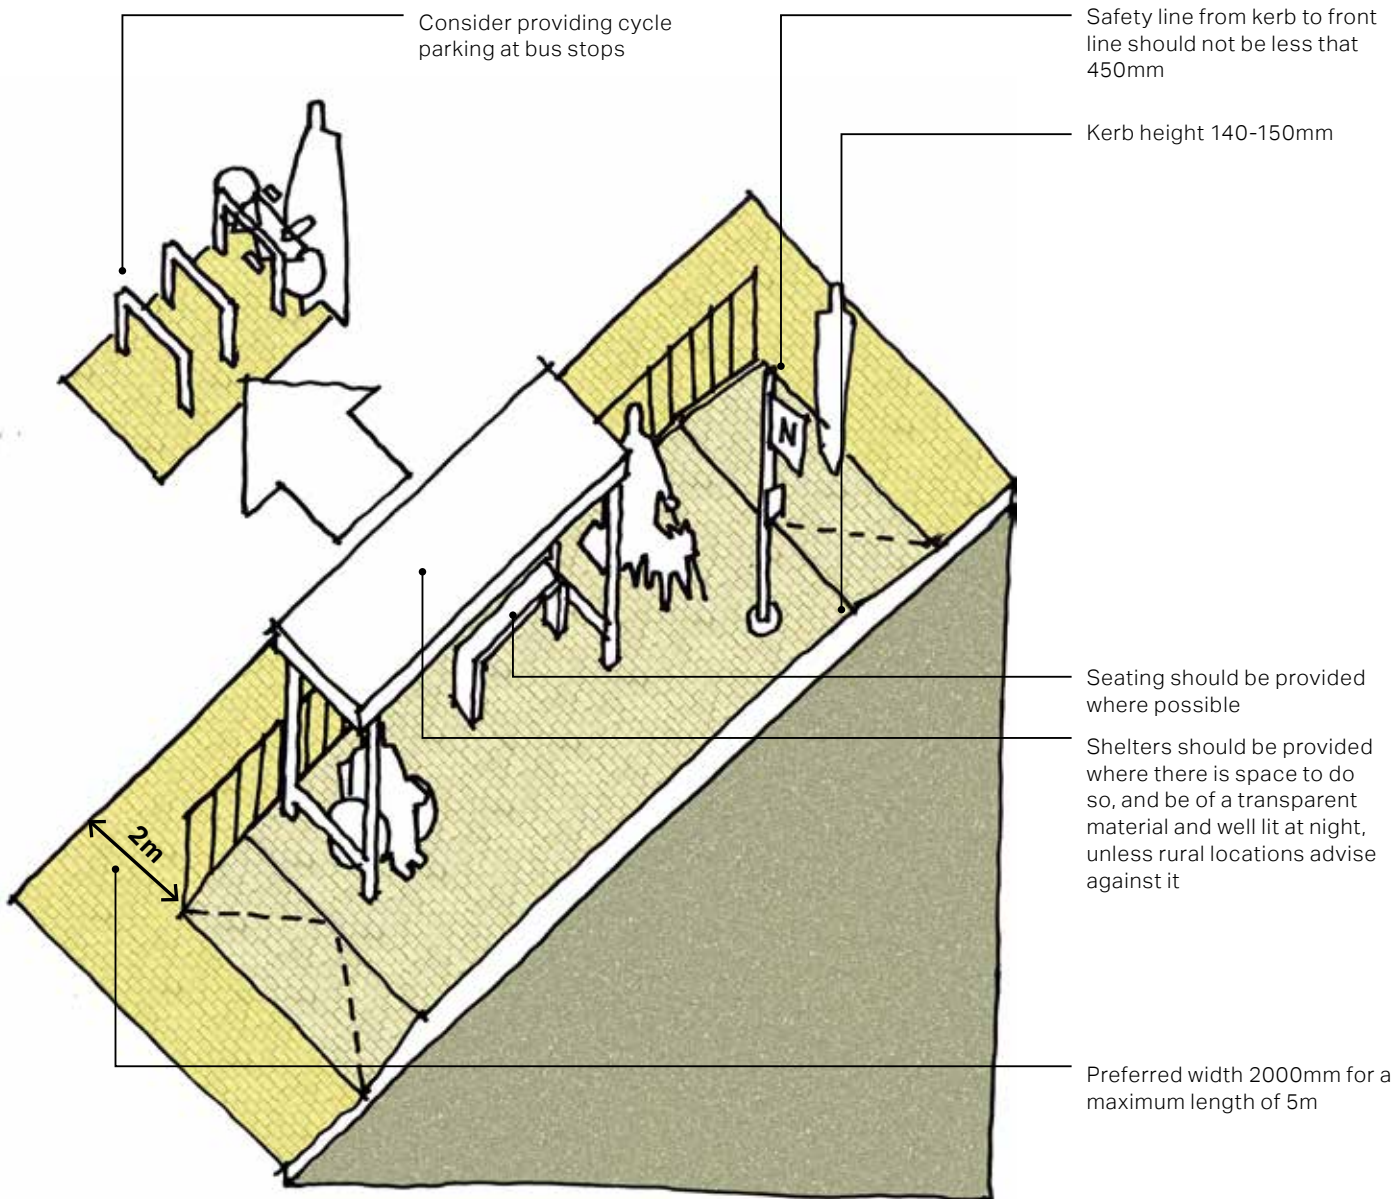 Consider providing cycle
parking at bus stops
Safety line from kerb to front
line should not be less that
450mm
Kerb height 140-150mm
N
Seating should be provided
where possible
Shelters should be provided
where there is space to do
so, and be of a transparent
material and well lit at night,
unless rural locations advise
against it
2m
Preferred width 2000mm for a
maximum length of 5m